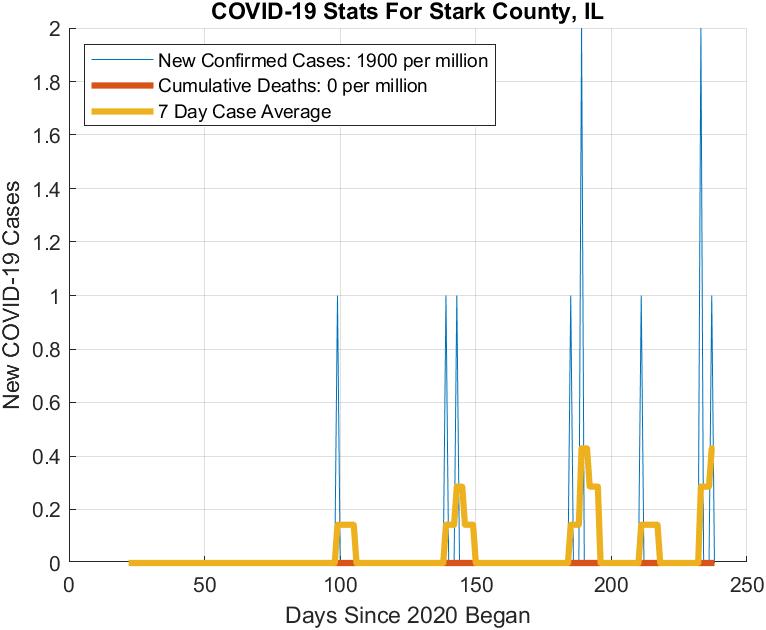 COVID-19 Stats For Stark County, IL
New Confirmed Cases: 1900 per million
Cumulative Deaths: 0 per million
7 Day Case Average
New COVID-19 Cases
2
1.8
1.6
1.4
1.2
1
0.8
0.6
0.4
0.2
0
0 50 100 150 200 250
Days Since 2020 Began